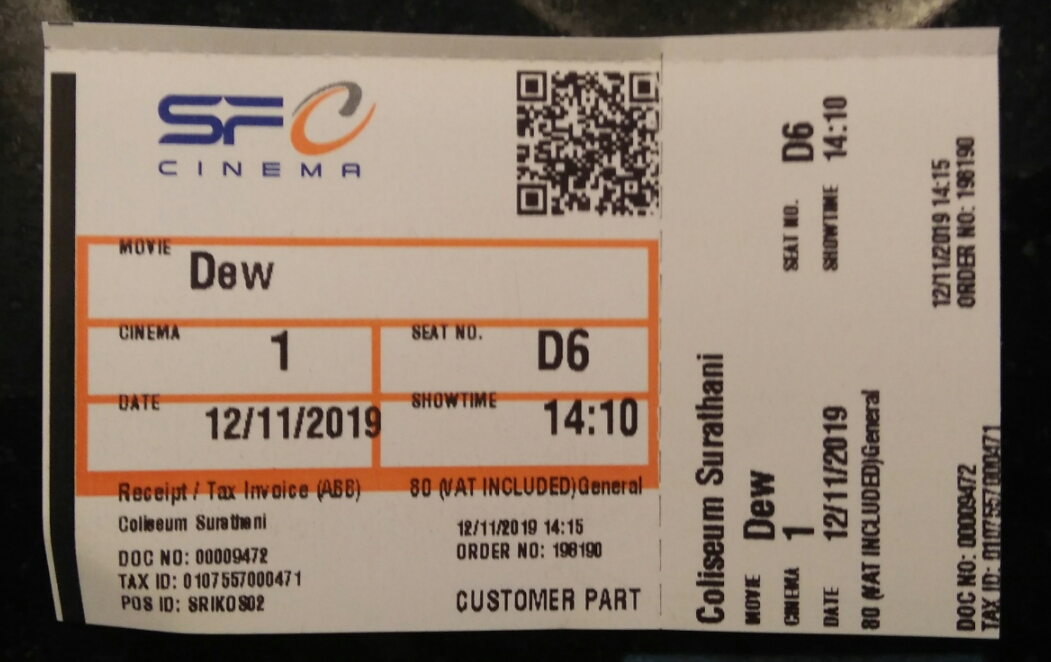 SFC
CINEMA
MOVIE
Dew
CINEMA
1
SEAT NO.
D6
DATE
12/11/2019
SHOWTIME
14:10
Receipt / Tax Invoice (ABB)
80 (VAT INCLUDED)General
Coliseum Surathani
12/11/2019 14:15
DOC NO: 00009472
ORDER NO: 198190
TAX ID: 0107557000471
POS ID: SRIKOS02
CUSTOMER PART
Coliseum Surathani
MOVIE Dew
CINEMA 1 SEAT NO. D6
DATE 12/11/2019 SHOWTIME 14:10
80 (VAT INCLUDED)General
12/11/2019 14:15
DOC NO: 00009472 ORDER NO: 198190
TAX ID: 0107557000471